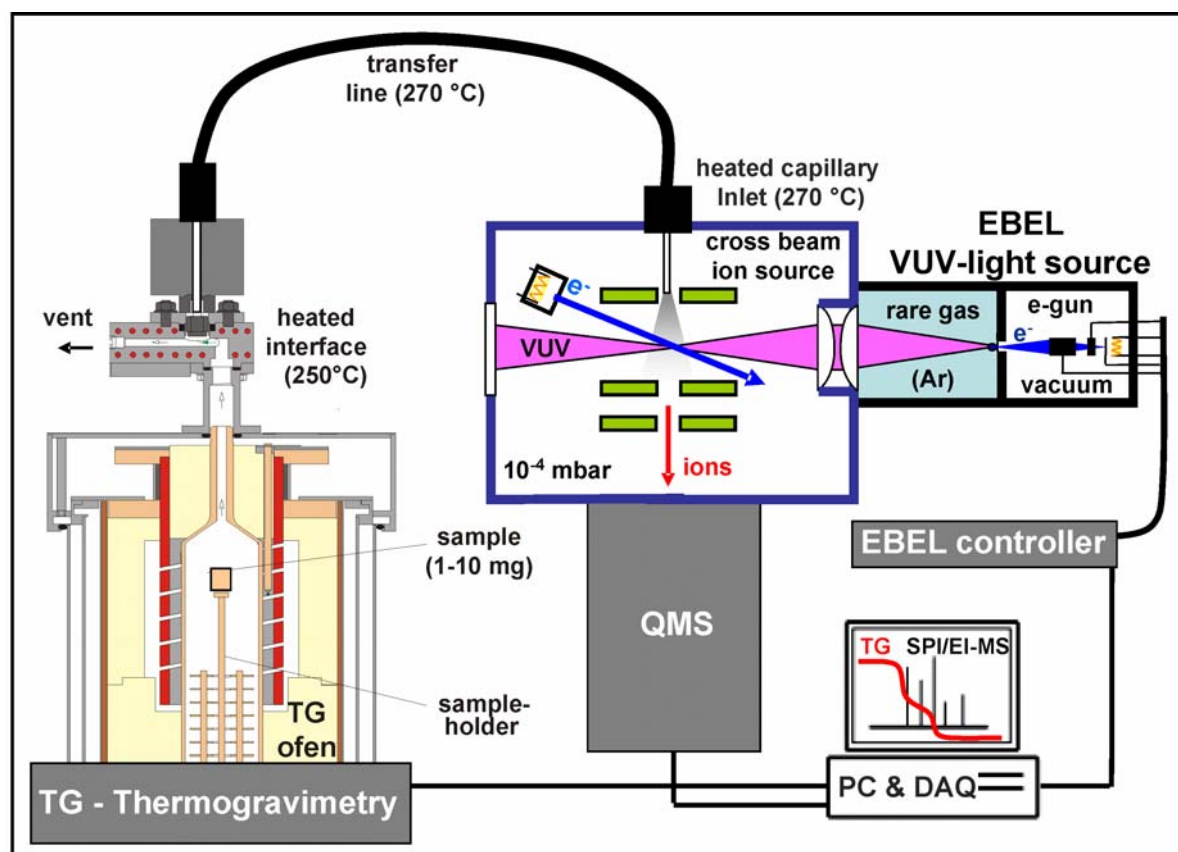 transfer
line (270 °C)
heated capillary
Inlet (270 °C)
EBEL
VUV-light source
cross beam
ion source
e-
rare gas
e-gun
vent
heated
interface
(250°C)
VUV
e-
(Ar)
vacuum
10-4 mbar
ions
sample
(1-10 mg)
EBEL controller
QMS
TG SPI/EI-MS
sample-
holder
TG
ofen
TG - Thermogravimetry
PC & DAQ